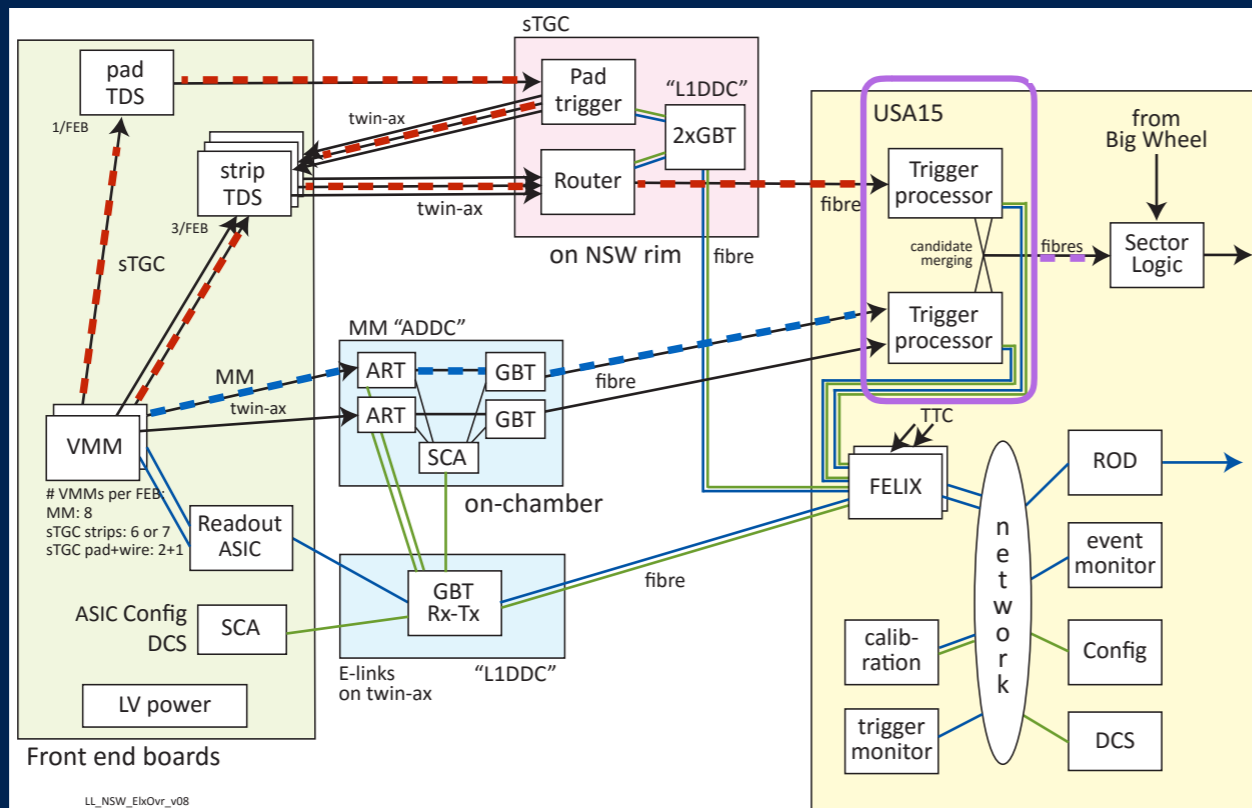 sTGC
pad
TDS
1/FEB
twin-ax
strip
TDS
3/FEB
twin-ax
sTGC
Pad
trigger
"L1DDC"
2xGBT
Router
on NSW rim
fibre
fibre
USA15
Trigger
processor
candidate
merging
Trigger
processor
fibres
from
Big Wheel
Sector
Logic
MM "ADDC"
MM
twin-ax
ART
GBT
ART
GBT
SCA
on-chamber
fibre
VMM
# VMMs per FEB:
MM: 8
sTGC strips: 6 or 7
sTGC pad+wire: 2+1
Readout
ASIC
ASIC Config
DCS
SCA
LV power
Front end boards
GBT
Rx-Tx
E-links
on twin-ax
"L1DDC"
fibre
TTC
FELIX
network
ROD
event
monitor
calib-
ration
Config
trigger
monitor
DCS
LL_NSW_ElxOvr_v08